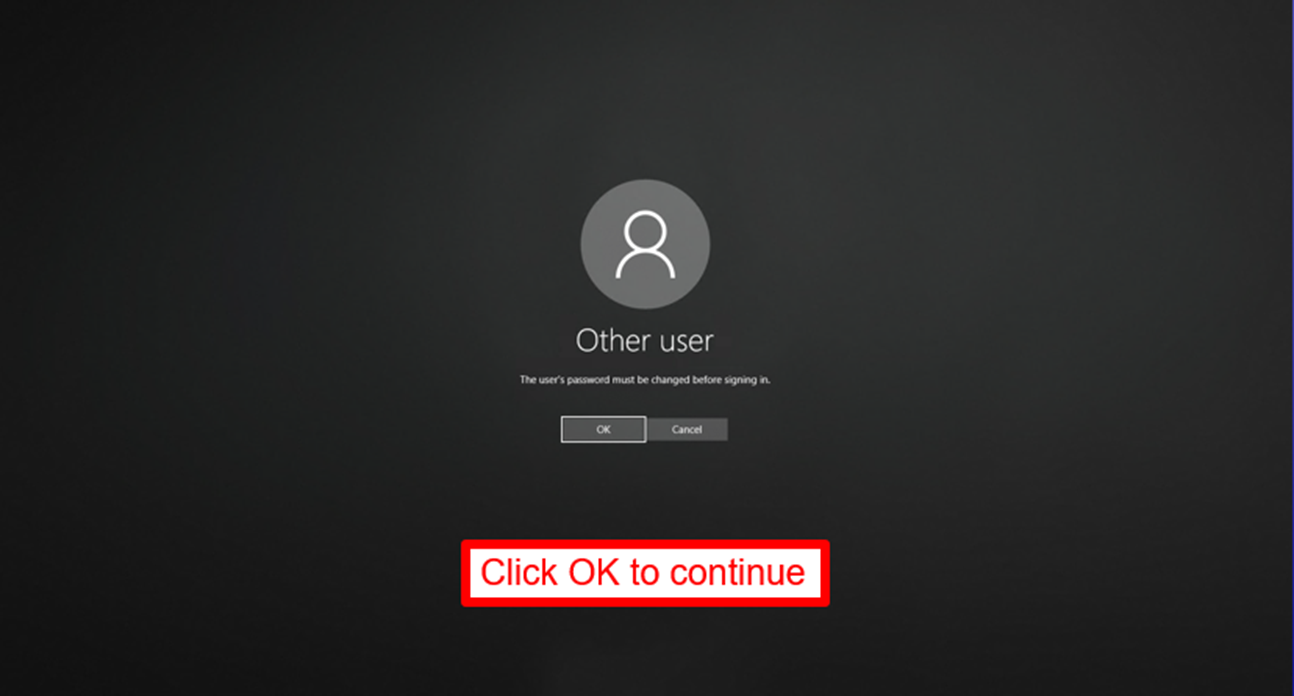 Other user
The user's password must be changed before signing in.
OK Cancel
Click OK to continue